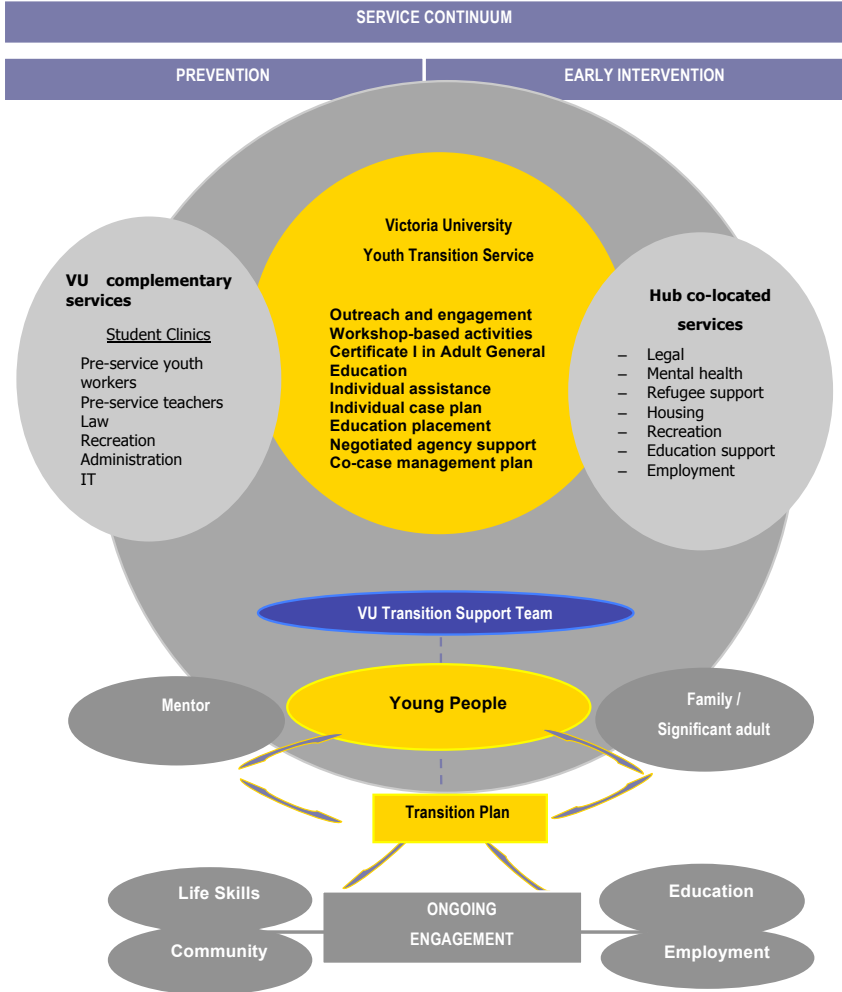 SERVICE CONTINUUM
PREVENTION
EARLY INTERVENTION
Victoria University
Youth Transition Service
Outreach and engagement
Workshop-based activities
Certificate I in Adult General
Education
Individual assistance
Individual case plan
Education placement
Negotiated agency support
Co-case management plan
VU complementary
services
Student Clinics
Pre-service youth
workers
Pre-service teachers
Law
Recreation
Administration
IT
Hub co-located
services
– Legal
– Mental health
– Refugee support
– Housing
– Recreation
– Education support
– Employment
VU Transition Support Team
Mentor
Young People
Family /
Significant adult
Transition Plan
Life Skills
Community
ONGOING
ENGAGEMENT
Education
Employment